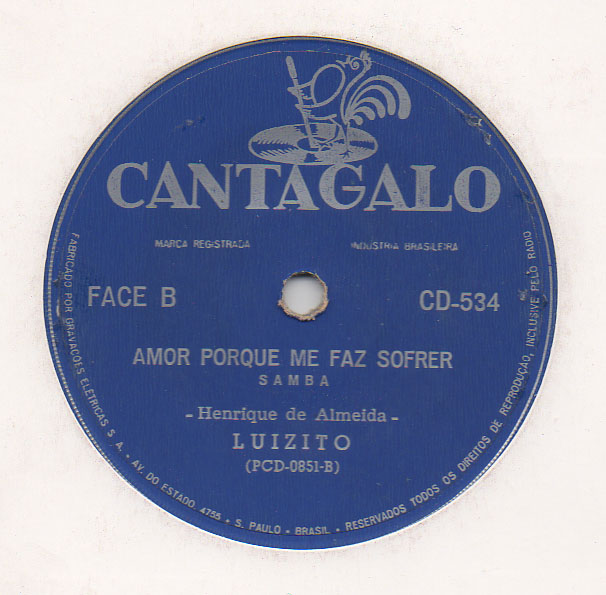 CANTAGALO
MARCA REGISTRADA
INDÚSTRIA BRASILEIRA
FACE B
CD-534
AMOR PORQUE ME FAZ SOFRER
SAMBA
- Henrique de Almeida -
LUIZITO
(PCD-0851-B)
FABRICADO POR GRAVAÇÕES ELÉTRICAS S A. • AV. DO ESTADO, 4755 • S. PAULO • BRASIL • RESERVADOS TODOS OS DIREITOS DE REPRODUÇÃO, INCLUSIVE PELO RÁDIO